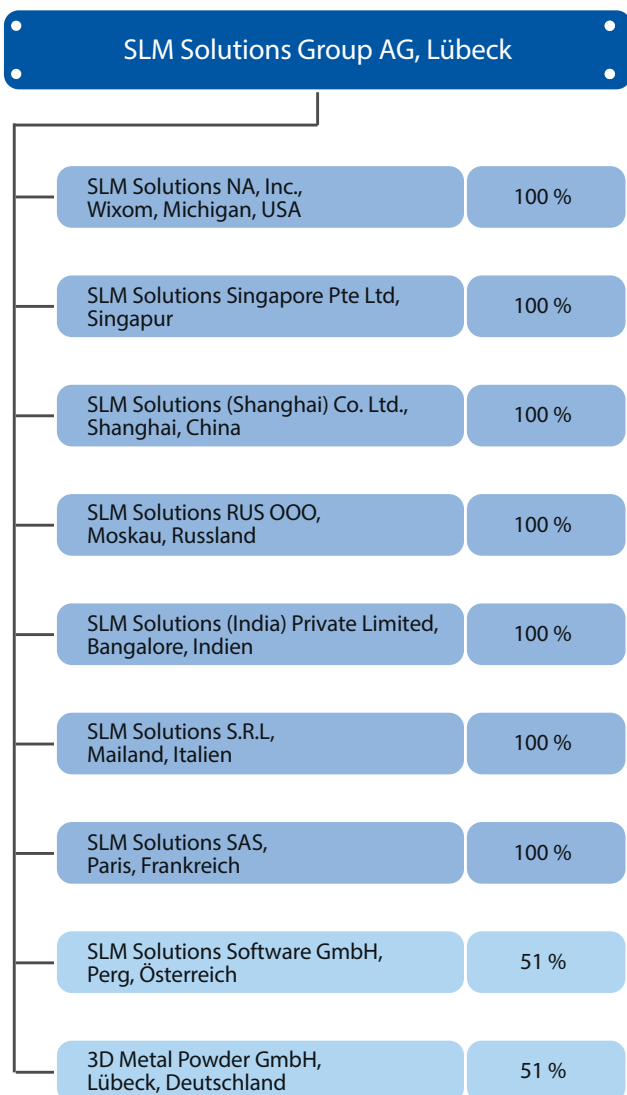 SLM Solutions Group AG, Lübeck
SLM Solutions NA, Inc.,
Wixom, Michigan, USA
100 %
SLM Solutions Singapore Pte Ltd,
Singapur
100 %
SLM Solutions (Shanghai) Co. Ltd.,
Shanghai, China
100 %
SLM Solutions RUS OOO,
Moskau, Russland
100 %
SLM Solutions (India) Private Limited,
Bangalore, Indien
100 %
SLM Solutions S.R.L,
Mailand, Italien
100 %
SLM Solutions SAS,
Paris, Frankreich
100 %
SLM Solutions Software GmbH,
Perg, Österreich
51 %
3D Metal Powder GmbH,
Lübeck, Deutschland
51 %